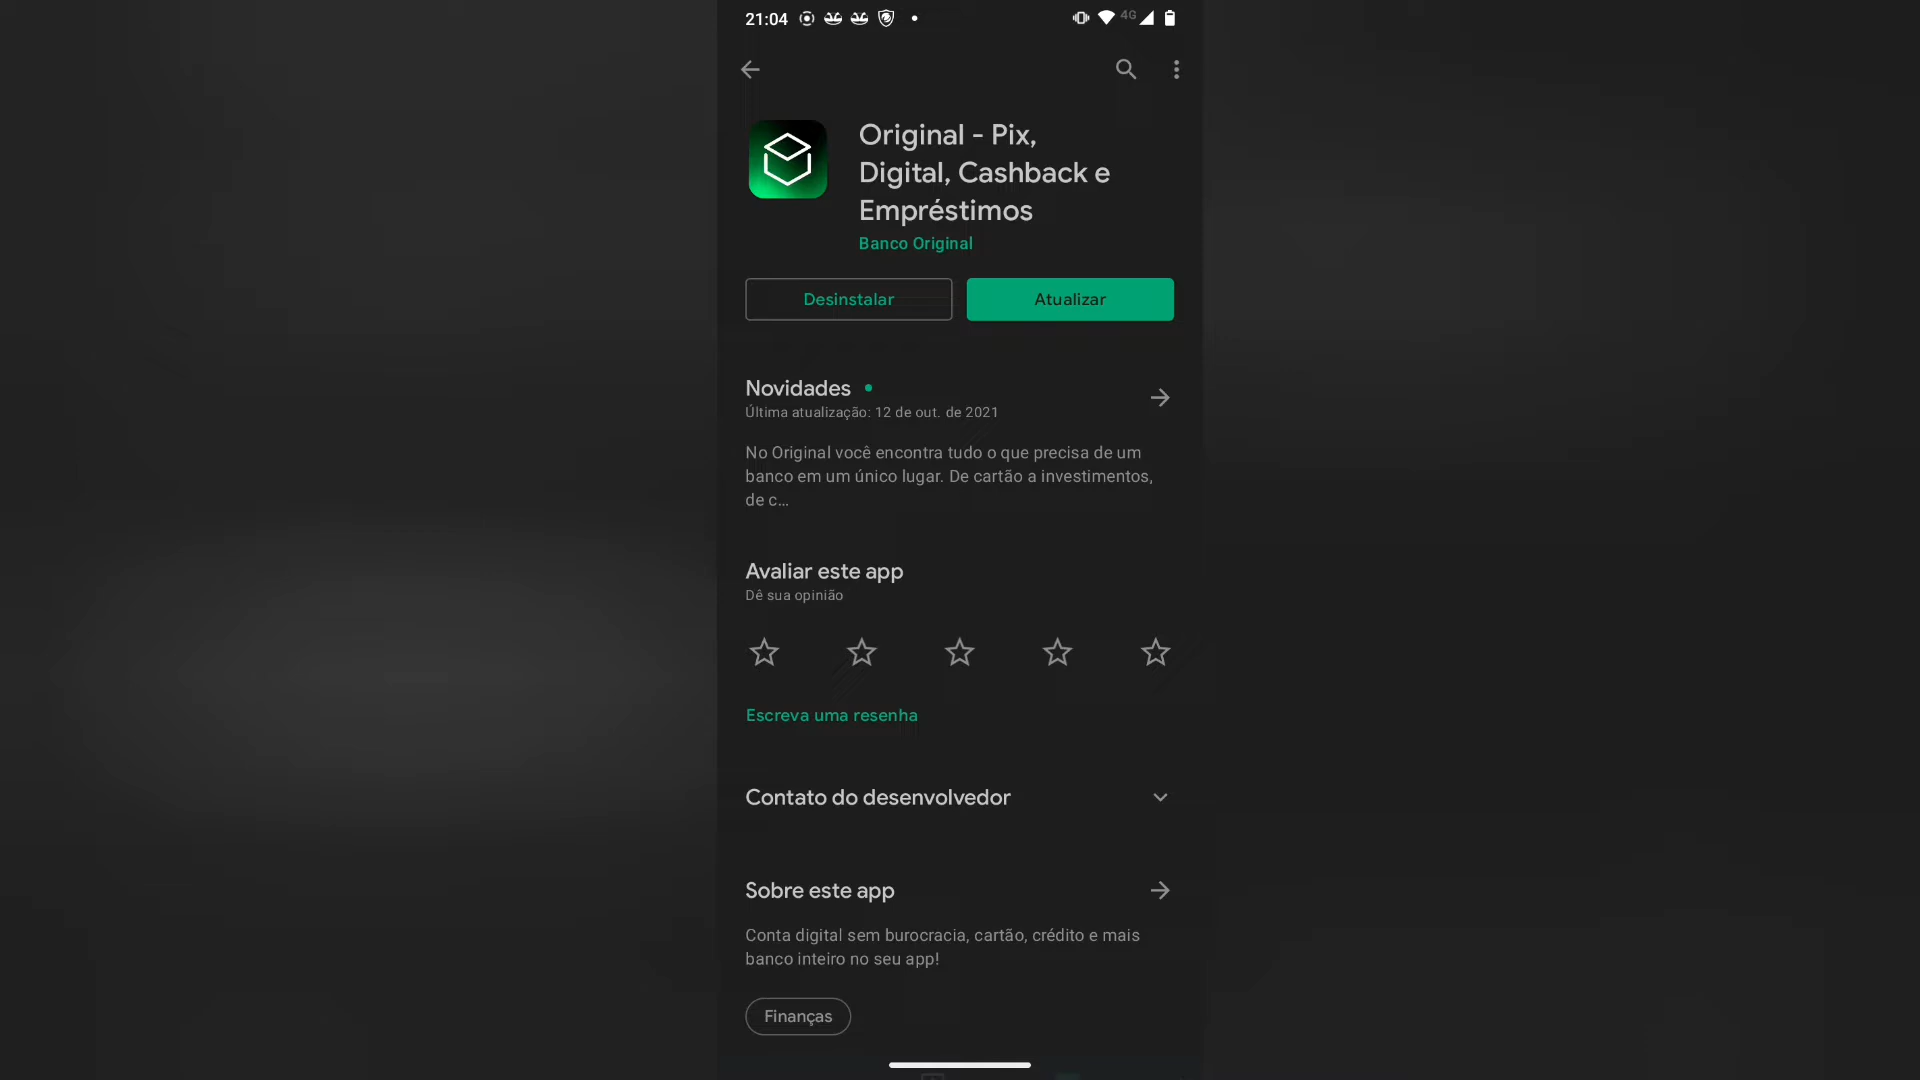 21:04
4G
Original - Pix,
Digital, Cashback e
Empréstimos
Banco Original
Desinstalar
Atualizar
Novidades
Última atualização: 12 de out. de 2021
No Original você encontra tudo o que precisa de um
banco em um único lugar. De cartão a investimentos,
de c...
Avaliar este app
Dê sua opinião
Escreva uma resenha
Contato do desenvolvedor
Sobre este app
Conta digital sem burocracia, cartão, crédito e mais
banco inteiro no seu app!
Finanças